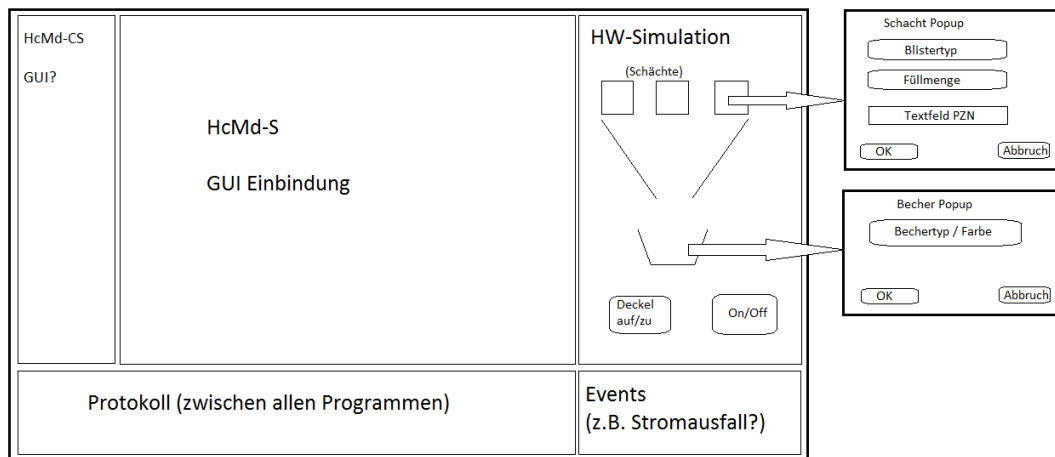 HcMd-CS
GUI?
HcMd-S
GUI Einbindung
HW-Simulation
(Schächte)
Deckel
auf/zu
On/Off
Protokoll (zwischen allen Programmen)
Events
(z.B. Stromausfall?)
Schacht Popup
Blistertyp
Füllmenge
Textfeld PZN
OK
Abbruch
Becher Popup
Bechertyp / Farbe
OK
Abbruch